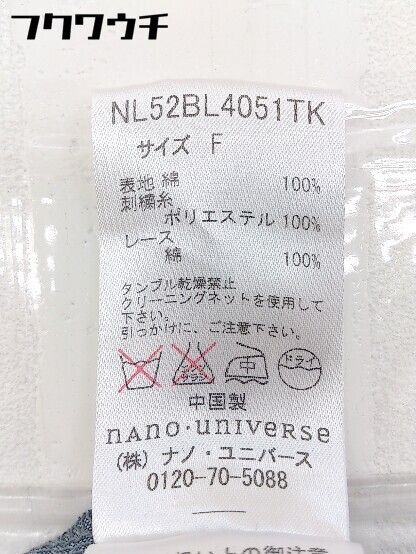 フクワウチ
NL52BL4051TK
サイズ F
表地 綿 100%
刺繍糸
ポリエステル 100%
レース
綿 100%
タンブル乾燥禁止
クリーニングネットを使用して
下さい。
引っかけに、ご注意下さい。
中 ドライ
中国製
nano・universe
(株) ナノ・ユニバース
0120-70-5088